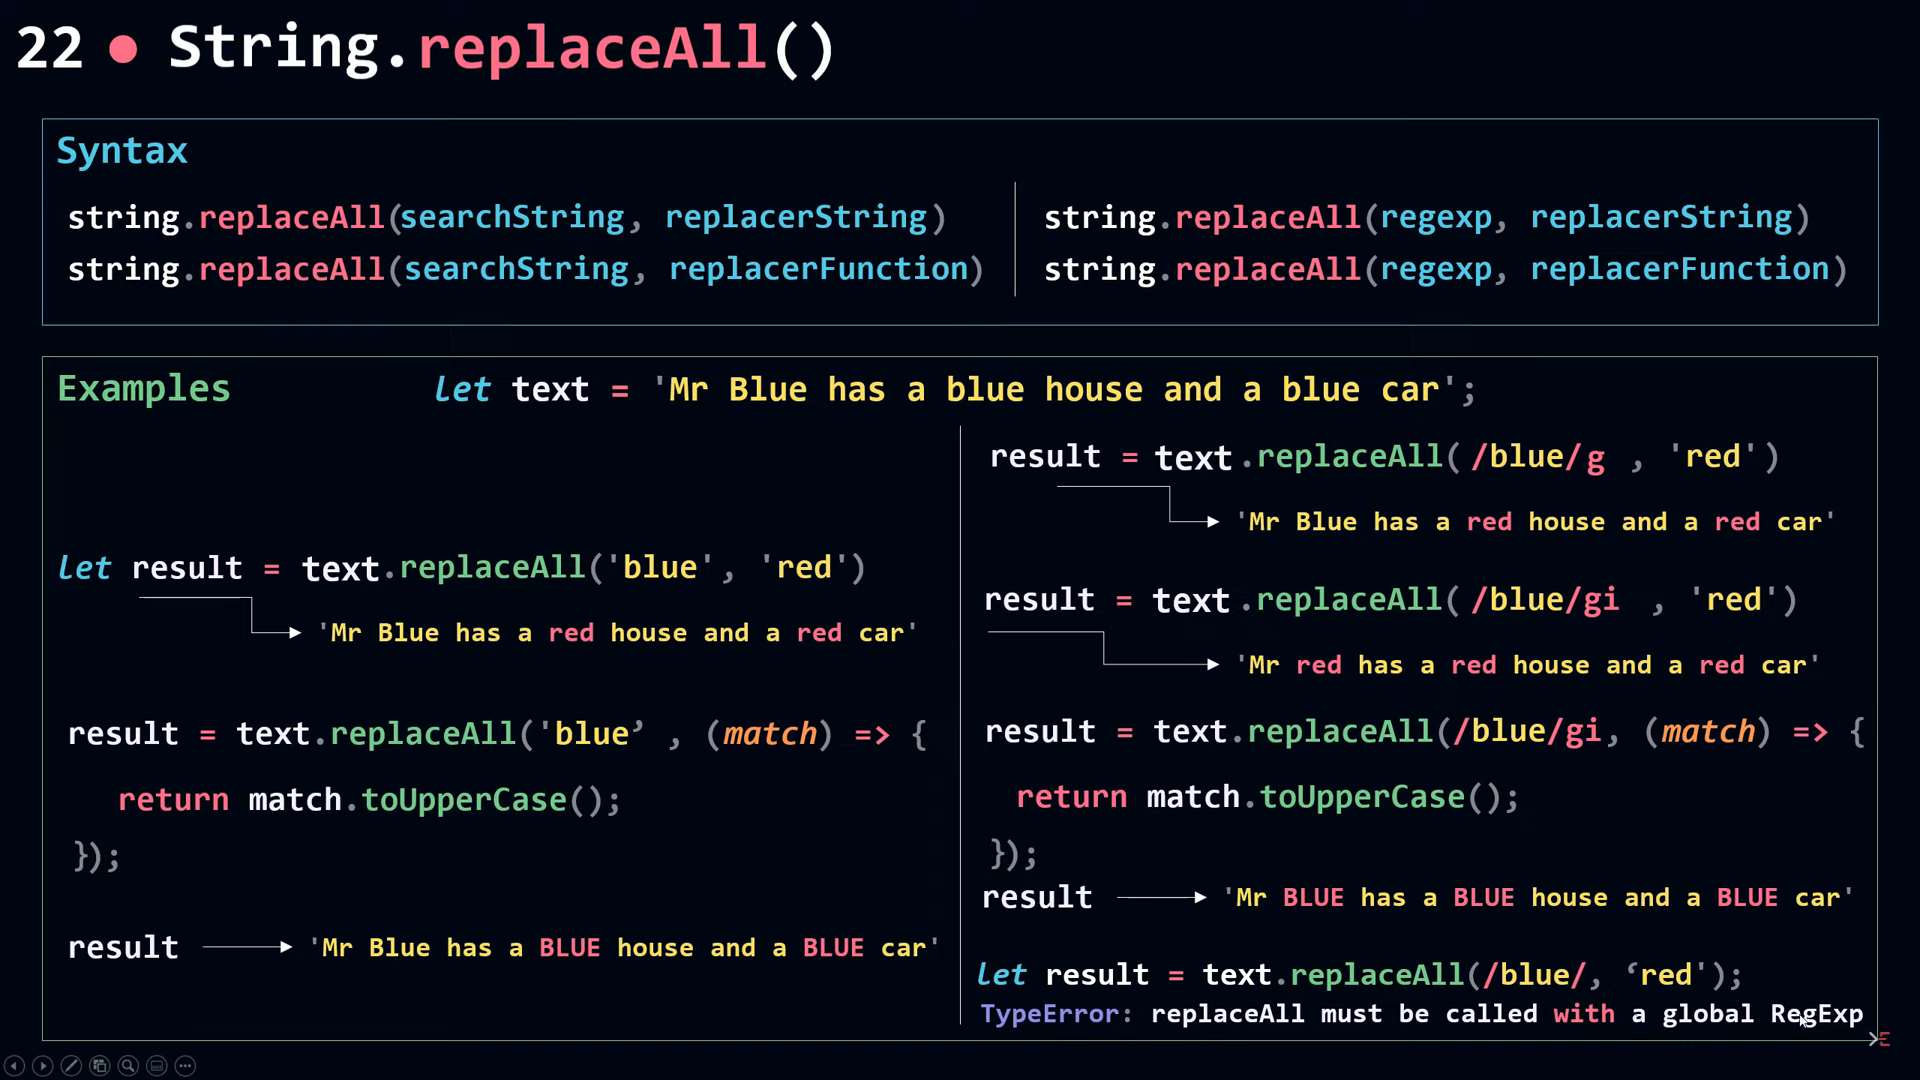 22 • String.replaceAll()
Syntax
string.replaceAll(searchString, replacerString)
string.replaceAll(searchString, replacerFunction)
string.replaceAll(regexp, replacerString)
string.replaceAll(regexp, replacerFunction)
Examples
let text = 'Mr Blue has a blue house and a blue car';
let result = text.replaceAll('blue', 'red')
'Mr Blue has a red house and a red car'
result = text.replaceAll('blue’ , (match) => {
return match.toUpperCase();
});
result 'Mr Blue has a BLUE house and a BLUE car'
result = text.replaceAll( /blue/g , 'red')
'Mr Blue has a red house and a red car'
result = text.replaceAll( /blue/gi , 'red')
'Mr red has a red house and a red car'
result = text.replaceAll(/blue/gi, (match) => {
return match.toUpperCase();
});
result 'Mr BLUE has a BLUE house and a BLUE car'
let result = text.replaceAll(/blue/, ‘red');
TypeError: replaceAll must be called with a global RegExp